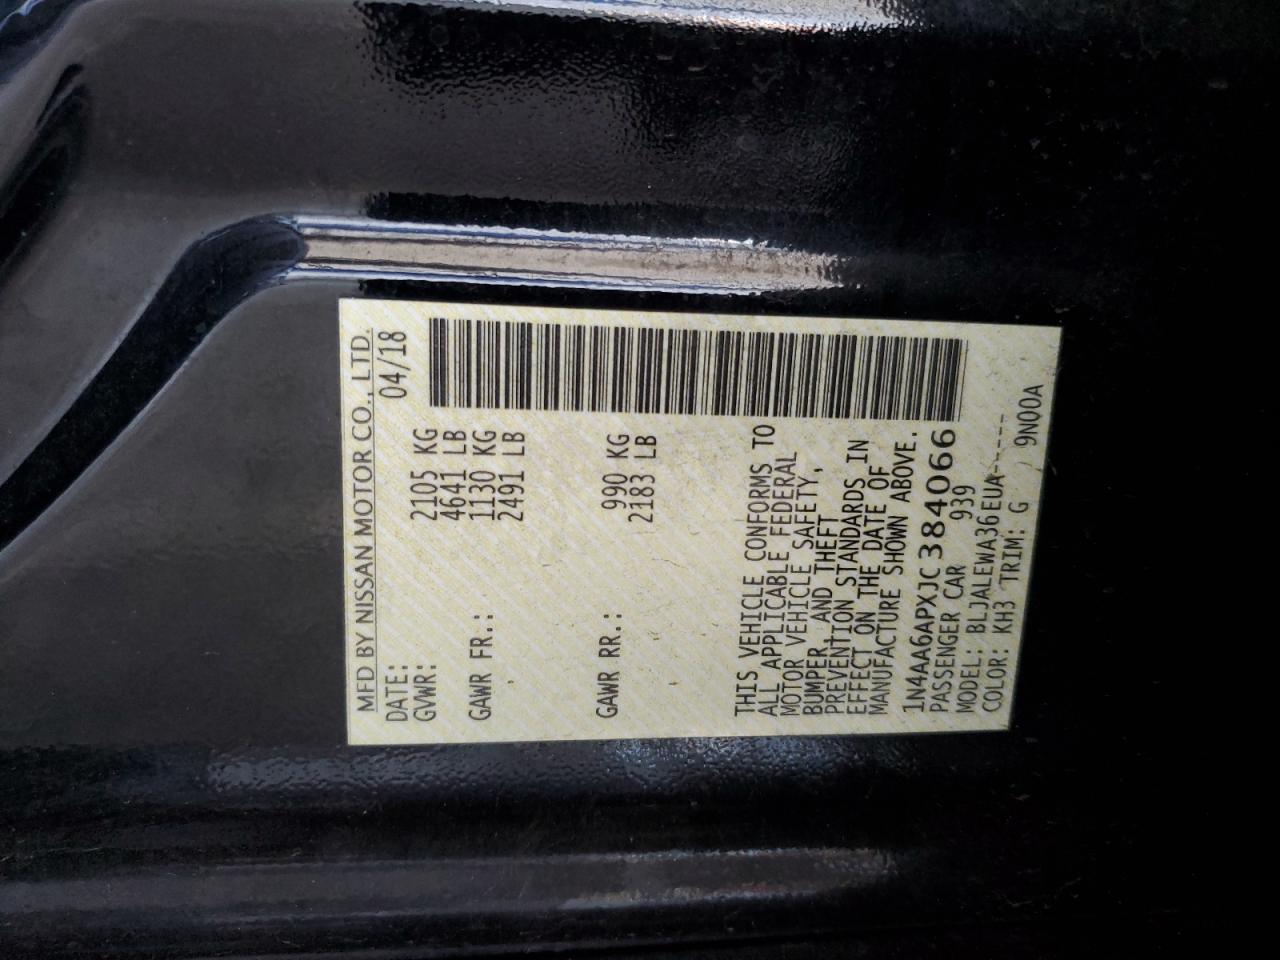 MFD BY NISSAN MOTOR CO., LTD.
DATE: 04/18
GVWR: 2105 KG
4641 LB
GAWR FR.: 1130 KG
2491 LB
GAWR RR.: 990 KG
2183 LB
THIS VEHICLE CONFORMS TO
ALL APPLICABLE FEDERAL
MOTOR VEHICLE SAFETY,
BUMPER, AND THEFT
PREVENTION STANDARDS IN
EFFECT ON THE DATE OF
MANUFACTURE SHOWN ABOVE.
1N4AA6APXJC384066
PASSENGER CAR 939
MODEL: BLJALEWA36EUA-----
COLOR: KH3 TRIM: G 9N00A